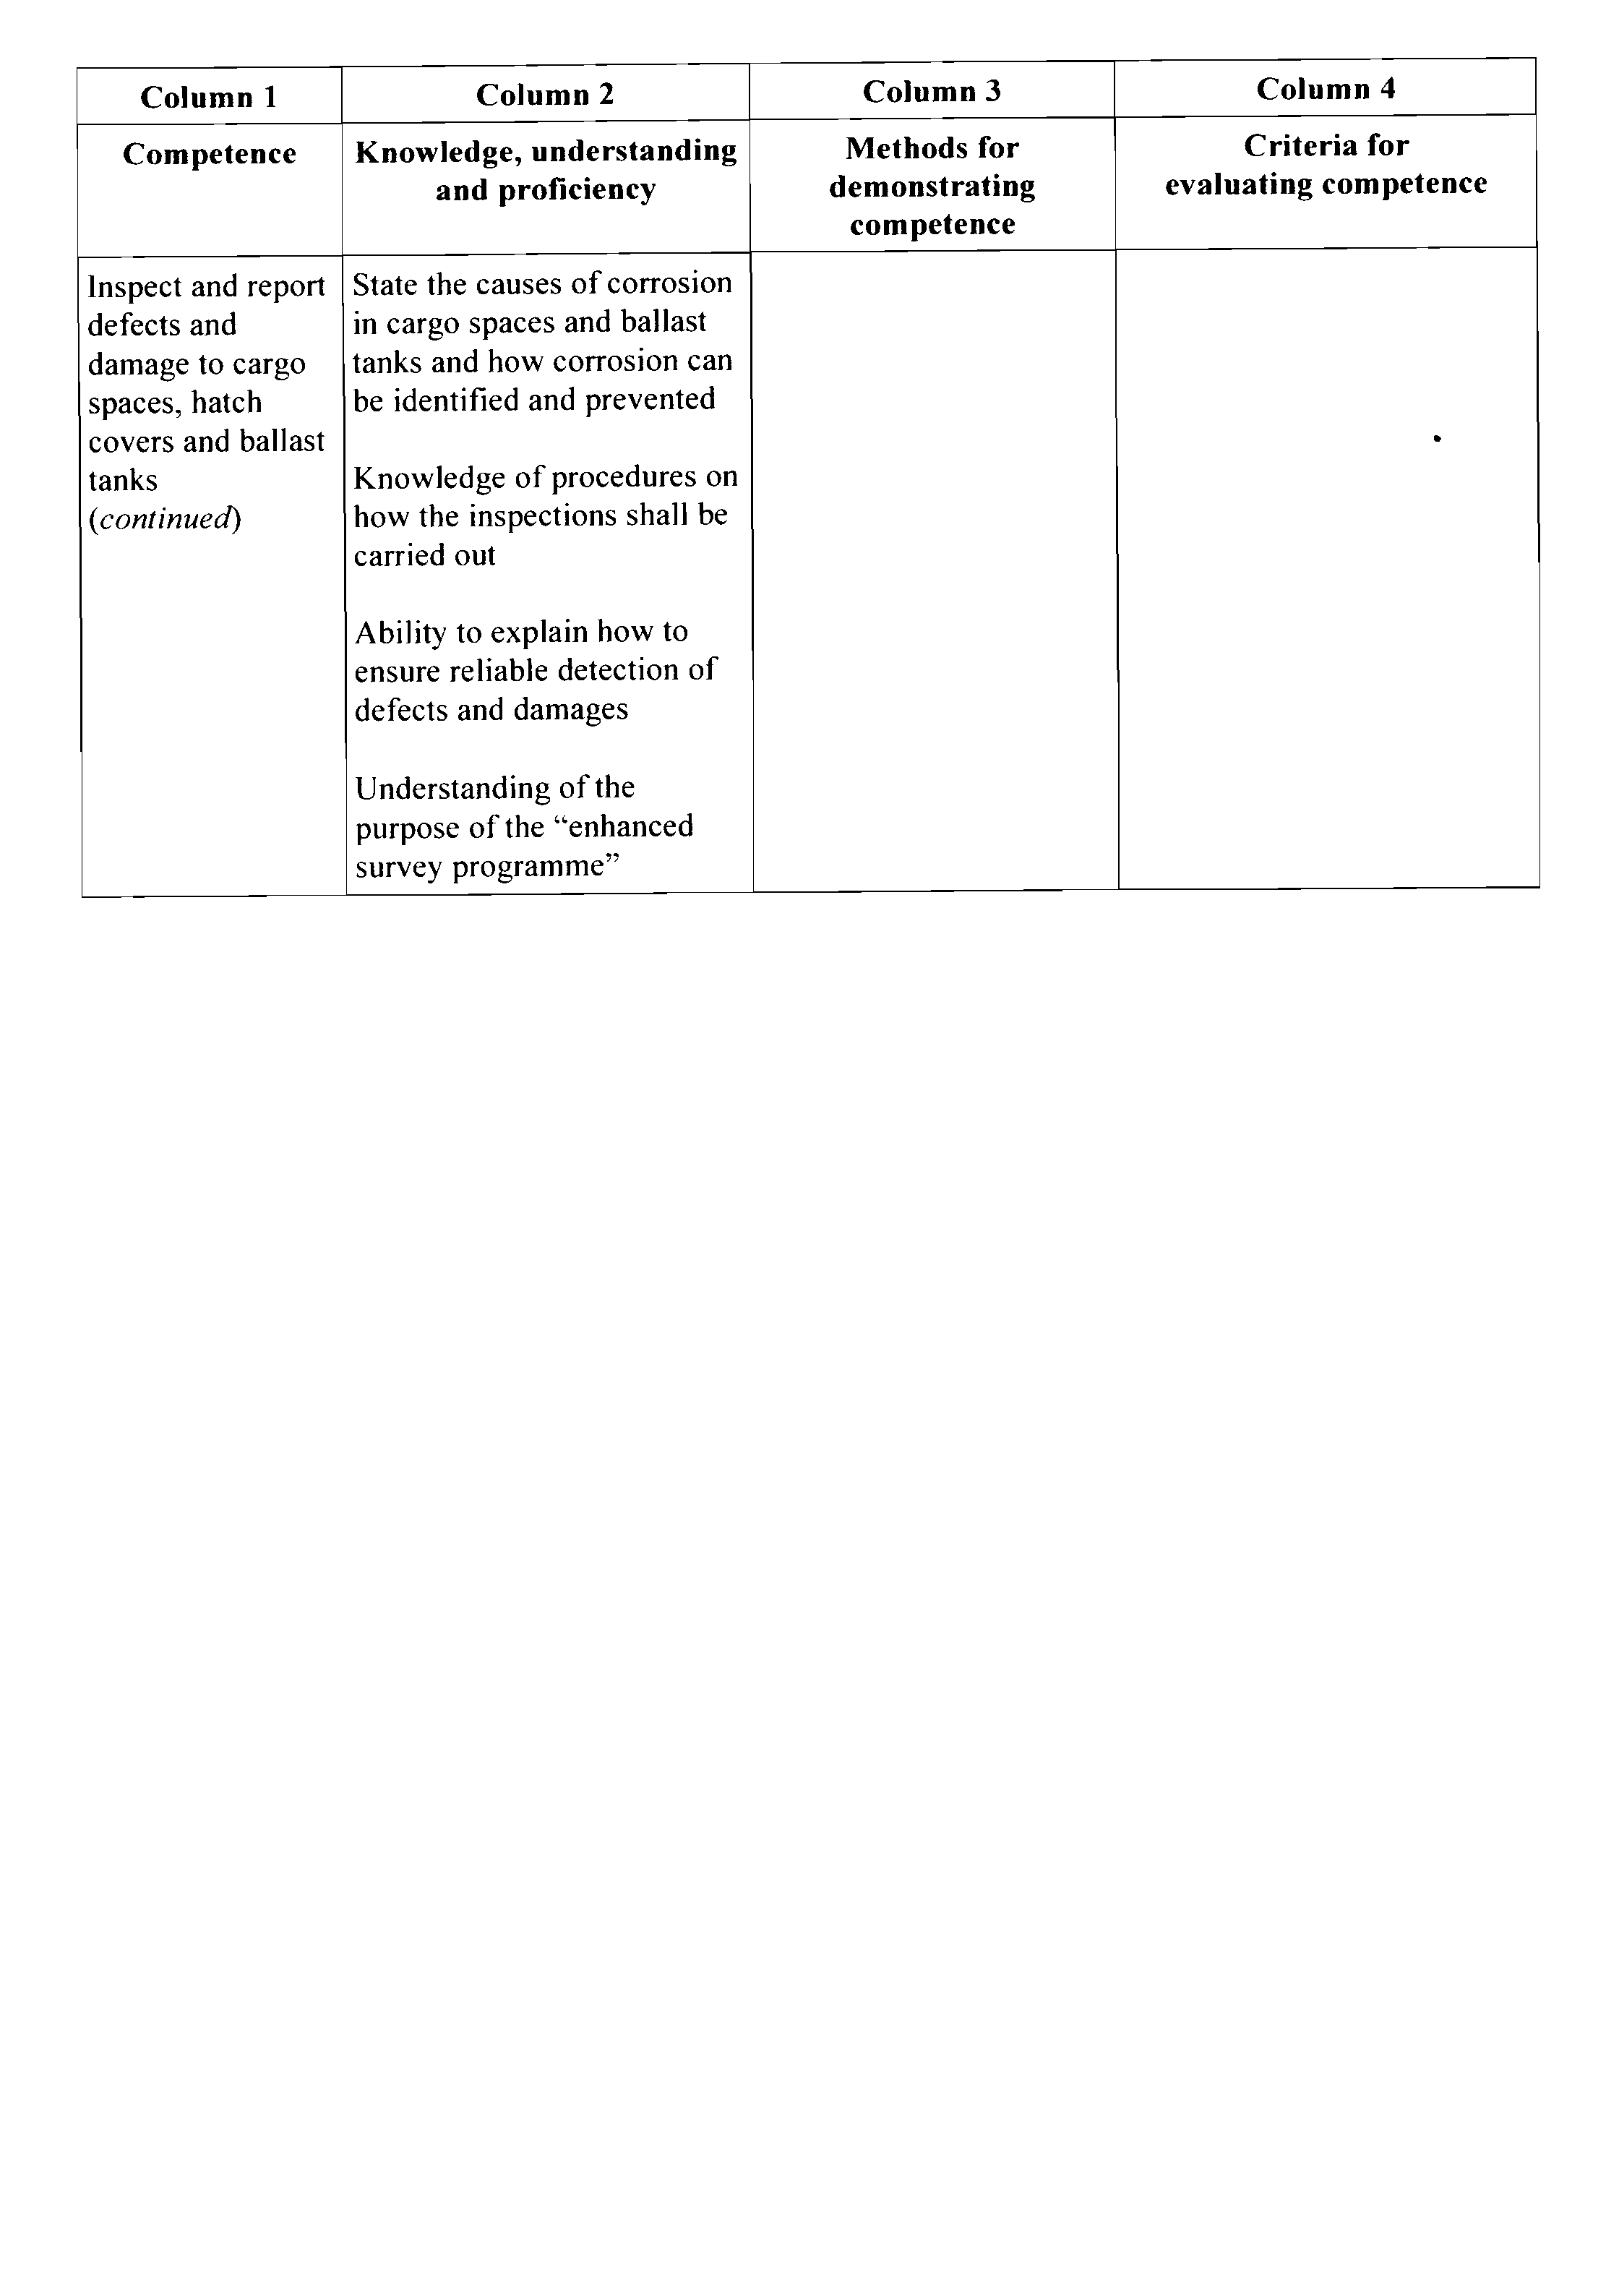 Column 1
Column 2
Column 3
Column 4
Competence
Knowledge, understanding
and proficiency
Methods for
demonstrating
competence
Criteria for
evaluating competence
Inspect and report
defects and
damage to cargo
spaces, hatch
covers and ballast
tanks
(continued)
State the causes of corrosion
in cargo spaces and ballast
tanks and how corrosion can
be identified and prevented
Knowledge of procedures on
how the inspections shall be
carried out
Ability to explain how to
ensure reliable detection of
defects and damages
Understanding of the
purpose of the “enhanced
survey programme”